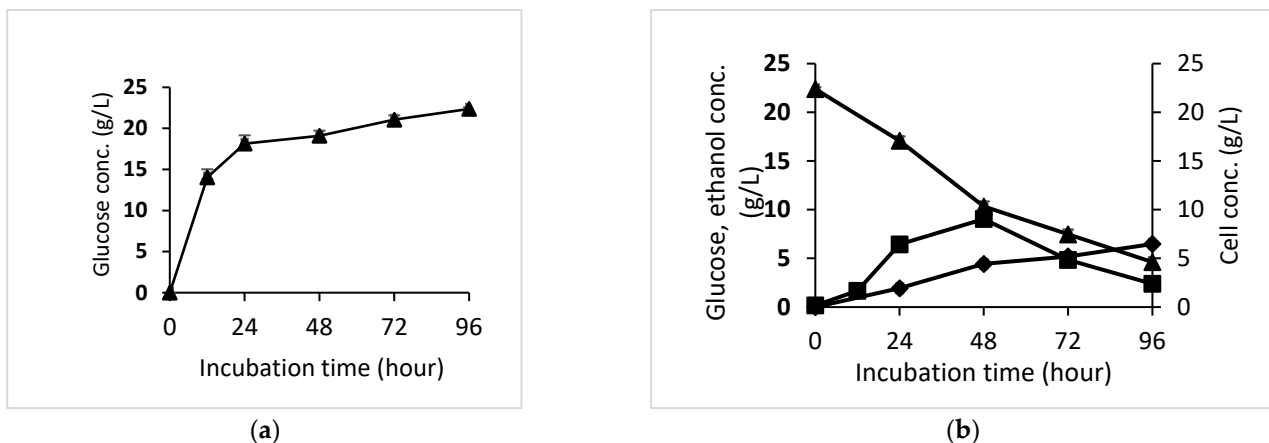 25
20
15
10
5
0
0 24 48 72 96
Glucose conc. (g/L)
Incubation time (hour)
(a)
25
20
15
10
5
0
25
20
15
10
5
0
0 24 48 72 96
Glucose, ethanol conc.
(g/L)
Cell conc. (g/L)
Incubation time (hour)
(b)